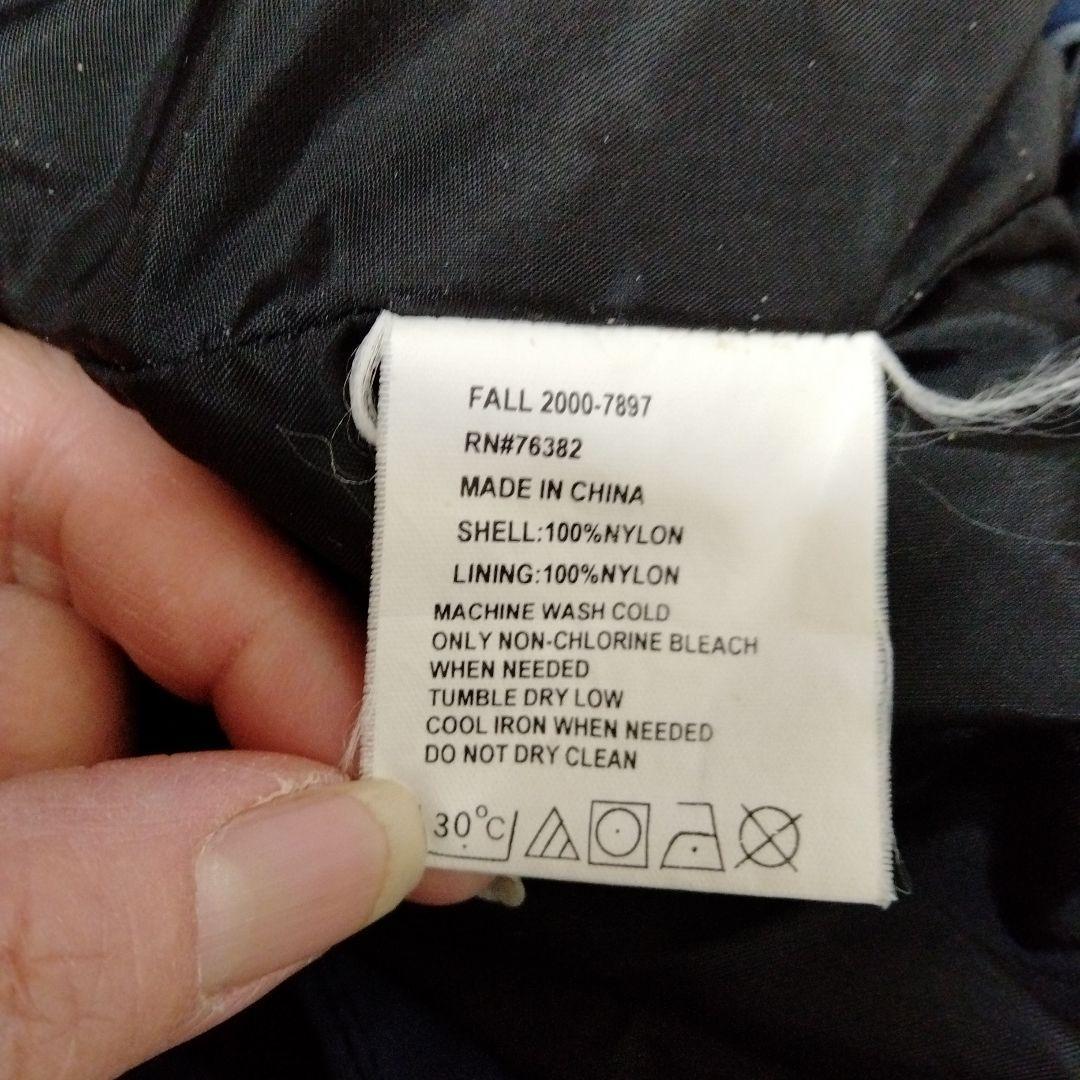 FALL 2000-7897
RN#76382
MADE IN CHINA
SHELL:100%NYLON
LINING:100%NYLON
MACHINE WASH COLD
ONLY NON-CHLORINE BLEACH
WHEN NEEDED
TUMBLE DRY LOW
COOL IRON WHEN NEEDED
DO NOT DRY CLEAN
30°C